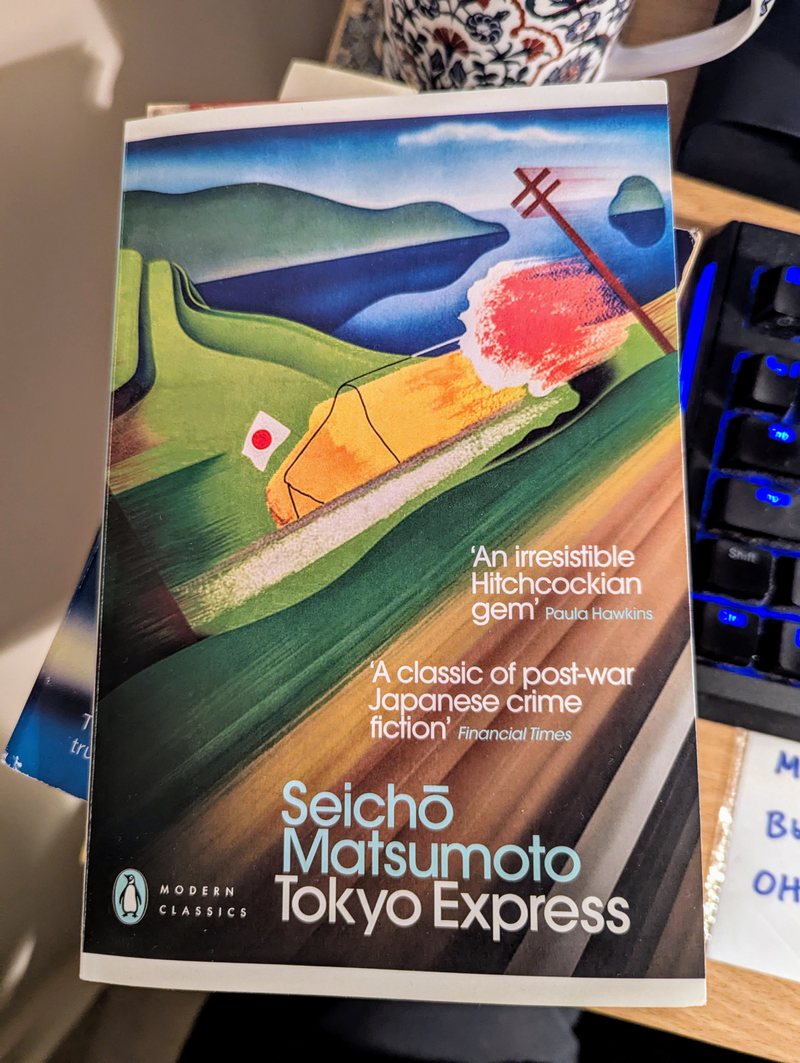 'An irresistible
Hitchcockian
gem' Paula Hawkins
'A classic of post-war
Japanese crime
fiction' Financial Times
Seichō
Matsumoto
Tokyo Express
MODERN
CLASSICS
Shift
Ctrl